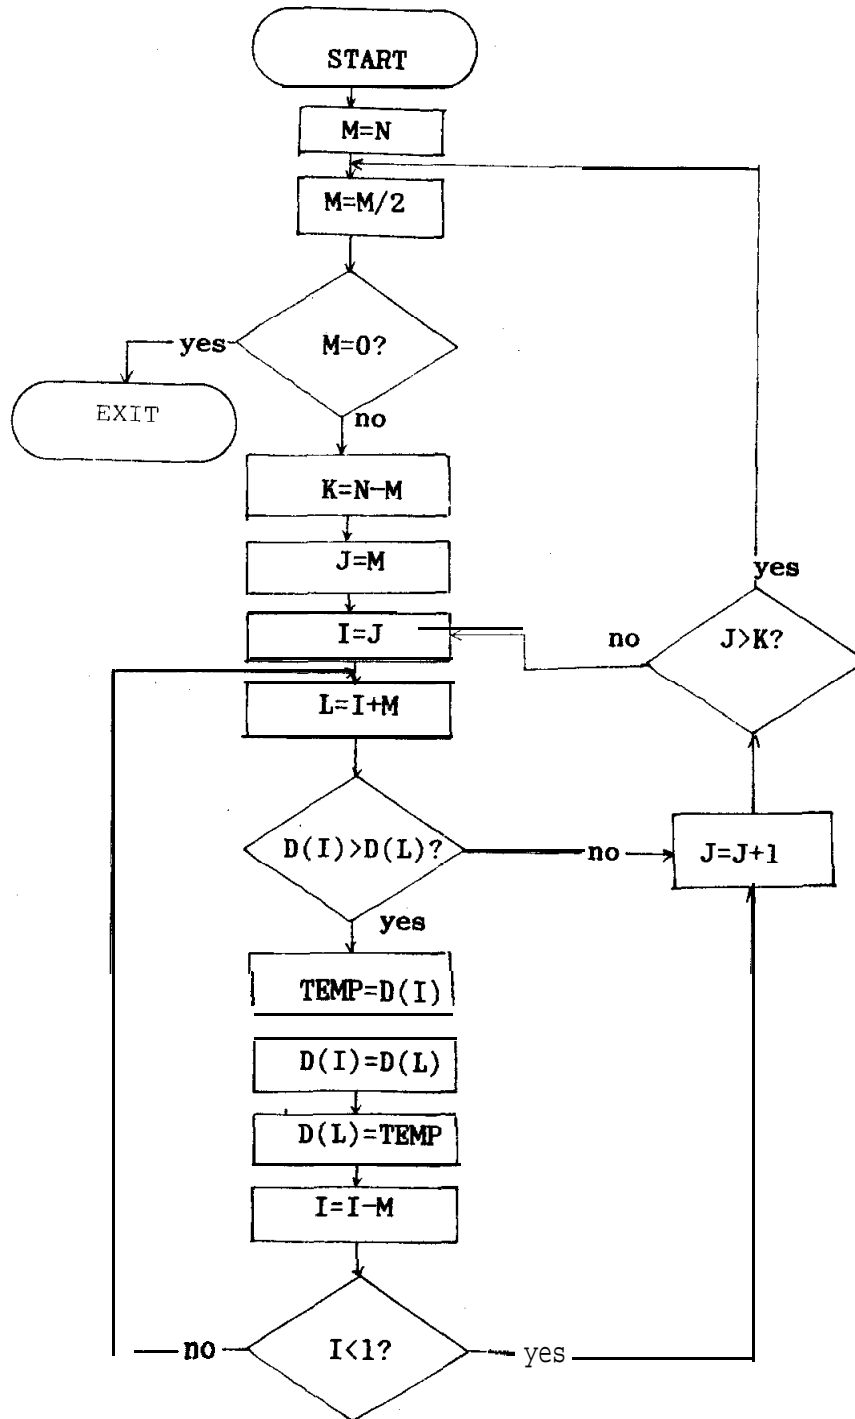 START
M=N
M=M/2
M=0?
yes
EXIT
no
K=N-M
J=M
I=J
L=I+M
yes
J>K?
no
D(I)>D(L)?
no
J=J+1
yes
TEMP=D(I)
D(I)=D(L)
D(L)=TEMP
I=I-M
I<1?
no
yes